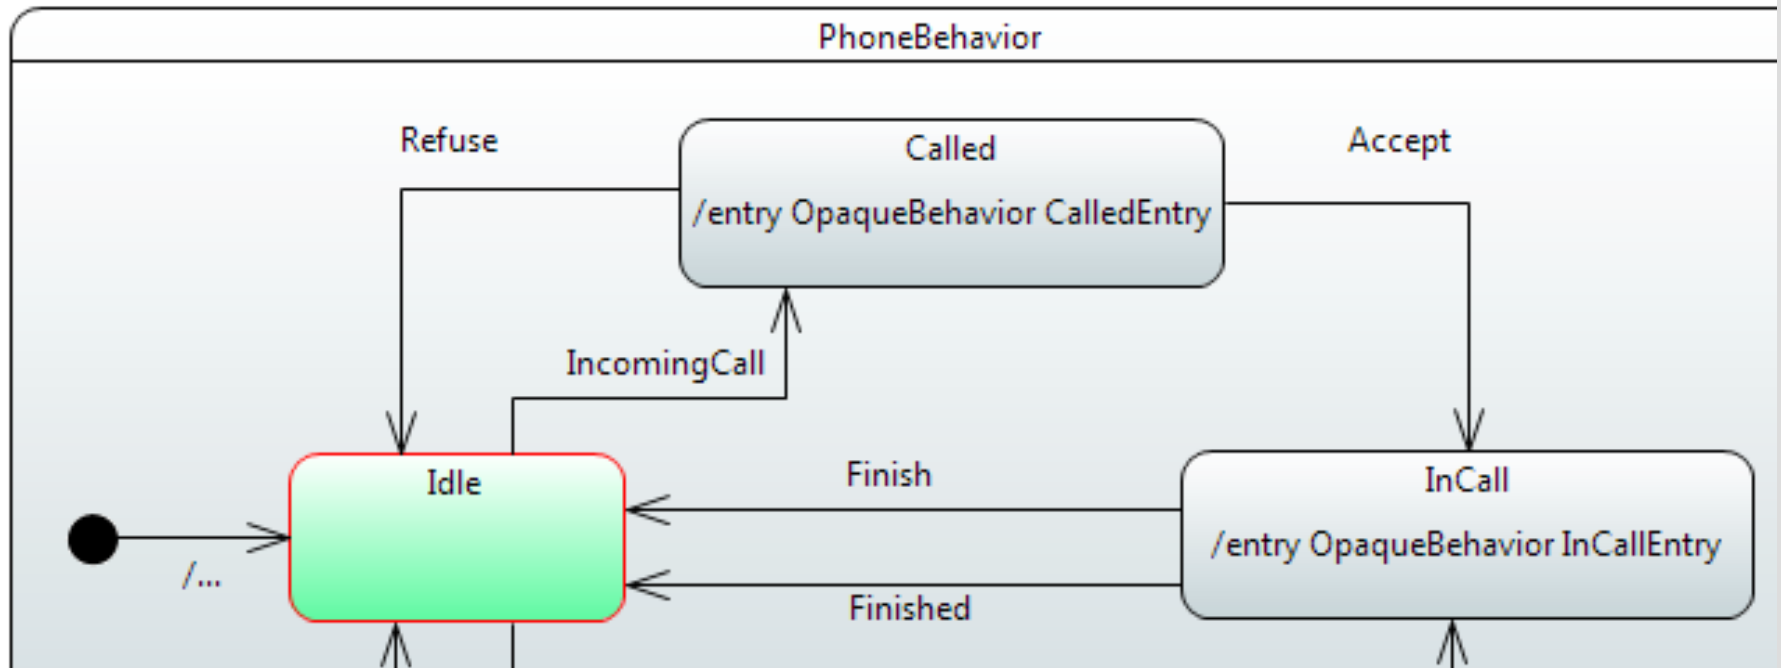 PhoneBehavior
Refuse
Called
Accept
/entry OpaqueBehavior CalledEntry
IncomingCall
Idle
Finish
InCall
/entry OpaqueBehavior InCallEntry
/...
Finished